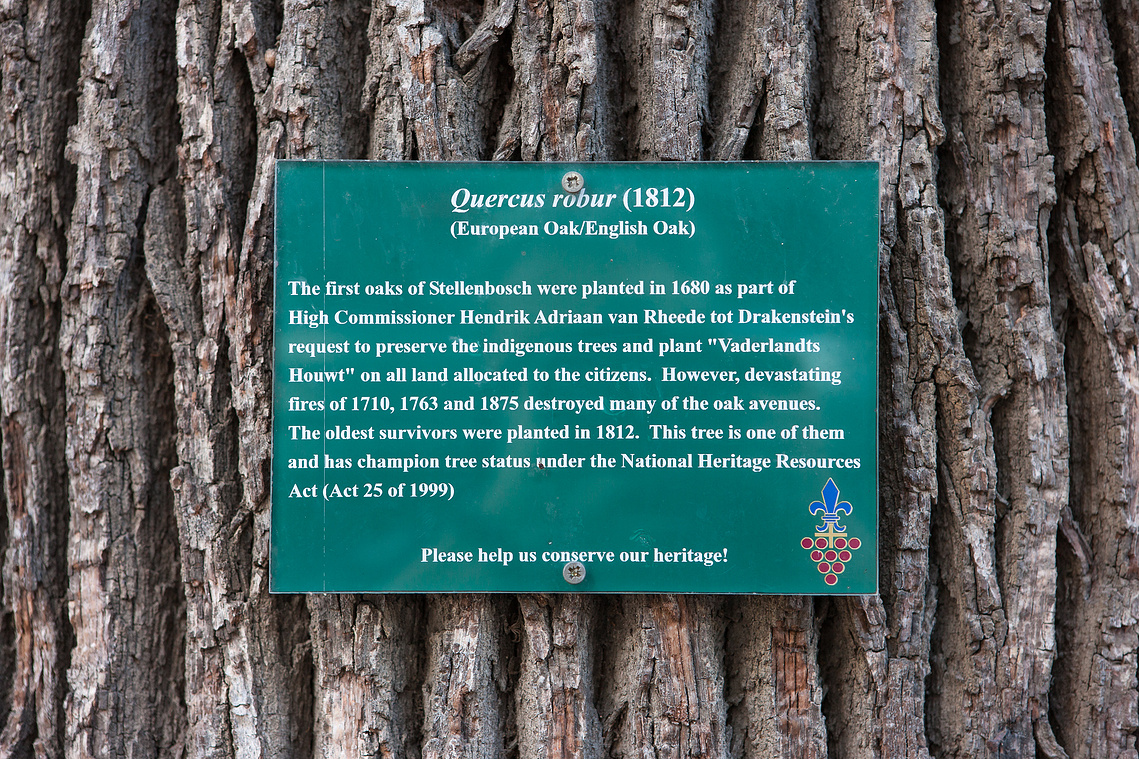 Quercus robur (1812)
(European Oak/English Oak)
The first oaks of Stellenbosch were planted in 1680 as part of
High Commissioner Hendrik Adriaan van Rheede tot Drakenstein's
request to preserve the indigenous trees and plant "Vaderlandts
Houwt" on all land allocated to the citizens.  However, devastating
fires of 1710, 1763 and 1875 destroyed many of the oak avenues.
The oldest survivors were planted in 1812.  This tree is one of them
and has champion tree status under the National Heritage Resources
Act (Act 25 of 1999)
Please help us conserve our heritage!